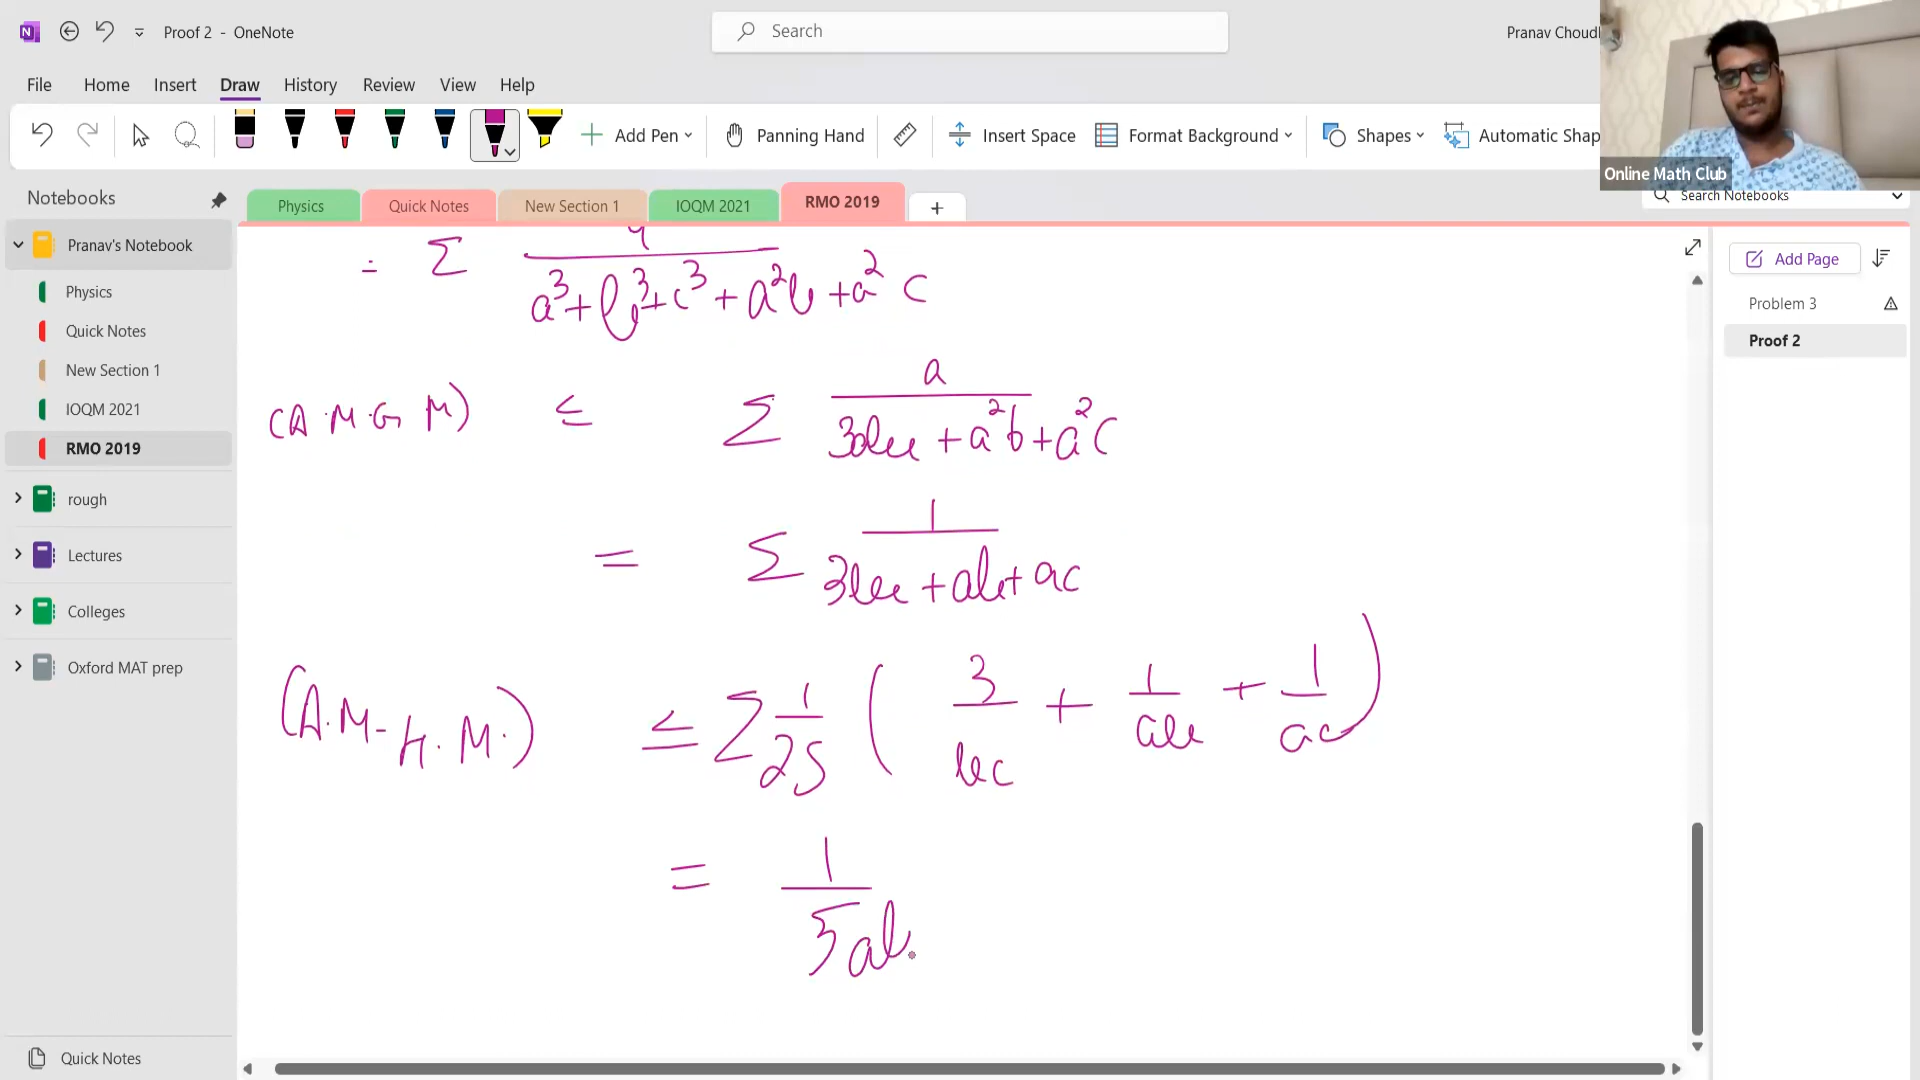 Proof 2 - OneNote
Search
Pranav Choud
File Home Insert Draw History Review View Help
Add Pen Panning Hand Insert Space Format Background Shapes Automatic Shap
Online Math Club
Notebooks
Physics Quick Notes New Section 1 IOQM 2021 RMO 2019 +
Search Notebooks
Pranav's Notebook
Physics
Quick Notes
New Section 1
IOQM 2021
RMO 2019
rough
Lectures
Colleges
Oxford MAT prep
Quick Notes
Add Page
Problem 3
Proof 2
= Σ a/(a³+b³+c³+a²b+a²c)
(A.M.G M) ≤ Σ a/(3abc+a²b+a²c)
= Σ 1/(3bc+ab+ac)
(A.M-H.M.) ≤ Σ 1/25 (3/bc + 1/ab + 1/ac)
= 1/5ab